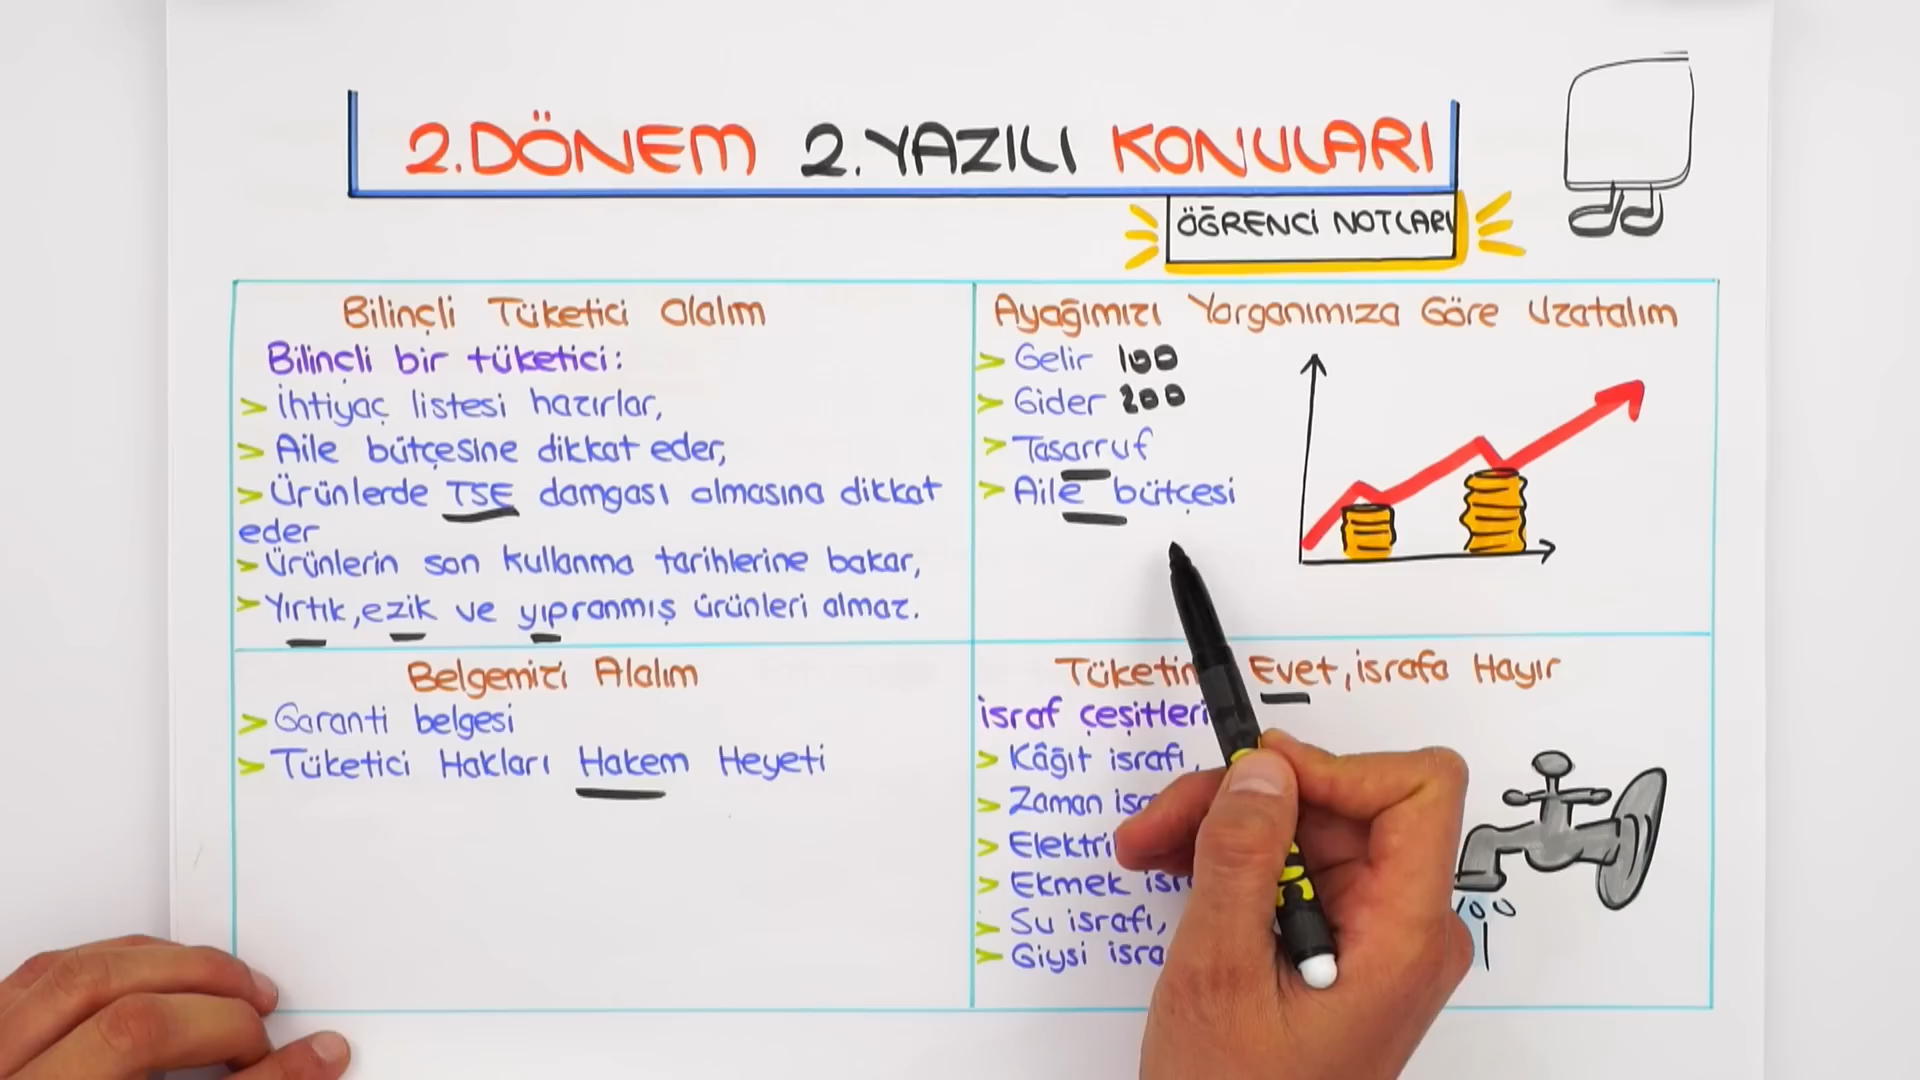 2.DÖNEM 2.YAZILI KONULARI
ÖĞRENCİ NOTLARI
Bilinçli Tüketici Olalım
Bilinçli bir tüketici:
> İhtiyaç listesi hazırlar,
> Aile bütçesine dikkat eder,
> Ürünlerde TSE damgası olmasına dikkat
eder
> Ürünlerin son kullanma tarihlerine bakar,
> Yırtık,ezik ve yıpranmış ürünleri almaz.
Ayağımızı Yorganımıza Göre Uzatalım
> Gelir 100
> Gider 200
> Tasarruf
> Aile bütçesi
Belgemizi Alalım
> Garanti belgesi
> Tüketici Hakları Hakem Heyeti
Evet, israfa Hayır
İsraf çeşitleri
> Kâğıt israfı,
> Zaman
>
> Ekmek
> Su israfı,
> Giysi